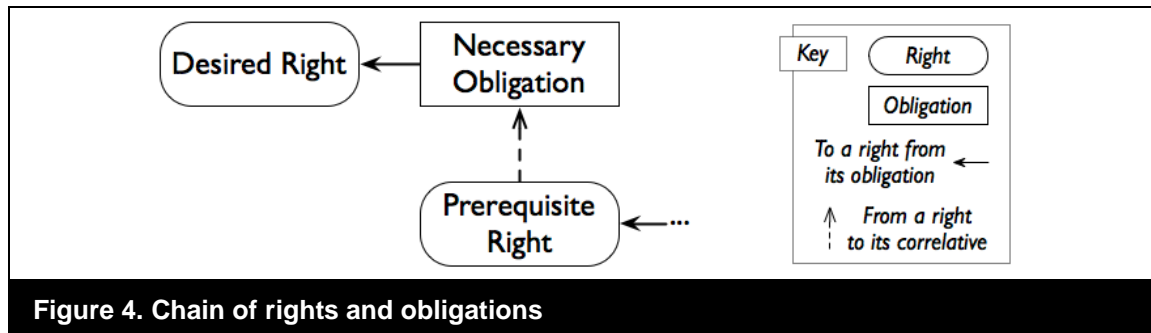 Desired Right
Necessary
Obligation
Prerequisite
Right
...
Key
Right
Obligation
To a right from
its obligation
From a right
to its correlative
Figure 4. Chain of rights and obligations